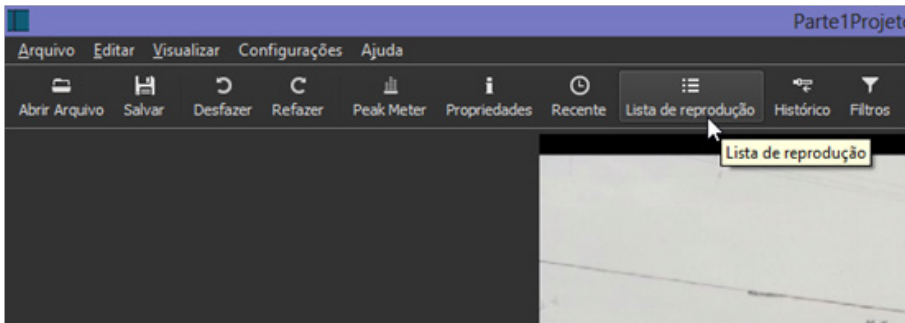 Parte1Projeto
Arquivo Editar Visualizar Configurações Ajuda
Abrir Arquivo Salvar Desfazer Refazer Peak Meter Propriedades Recente Lista de reprodução Histórico Filtros
Lista de reprodução